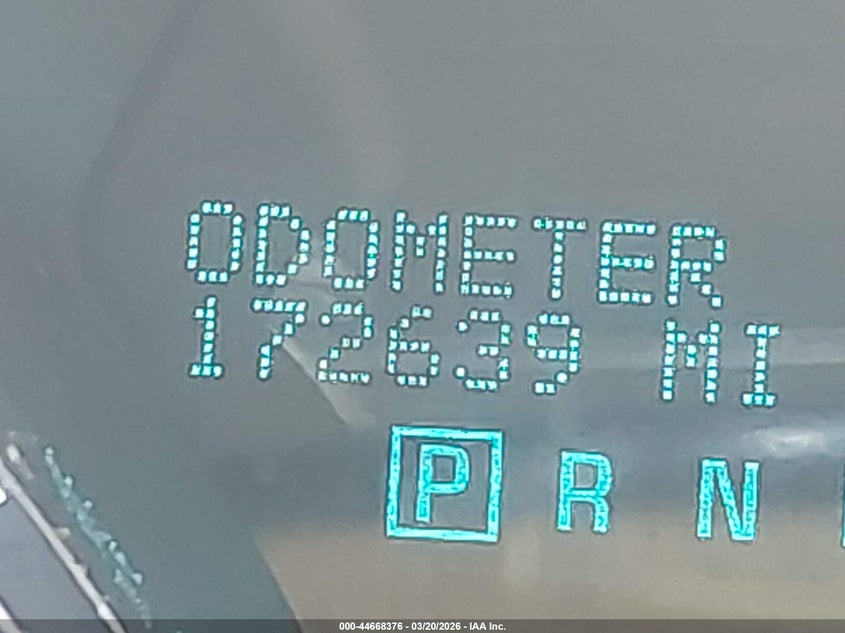 ODOMETER
172639 MI
P R N
000-44668376 - 03/20/2026 - IAA Inc.